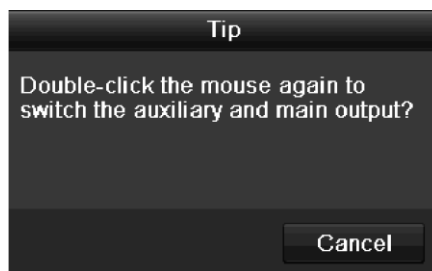 Tip
Double-click the mouse again to
switch the auxiliary and main output?
Cancel